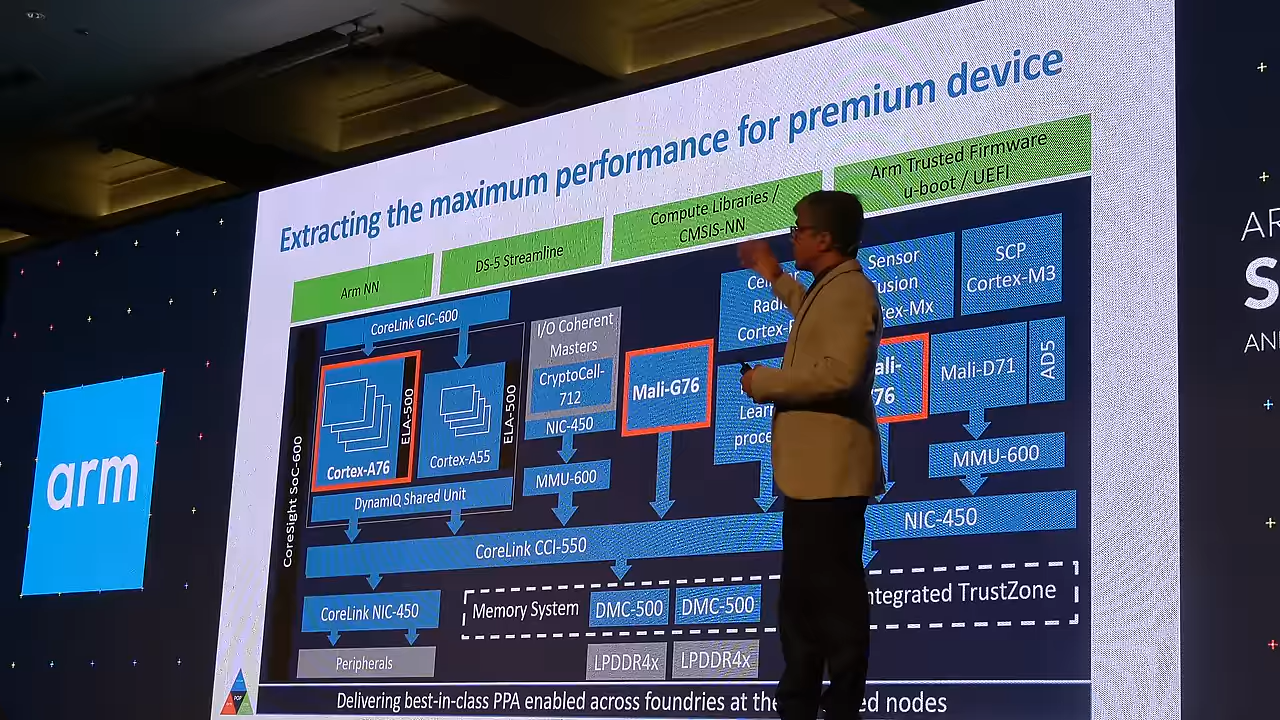 Extracting the maximum performance for premium device
Arm NN
DS-5 Streamline
Compute Libraries /
CMSIS-NN
Arm Trusted Firmware
u-boot / UEFI
CoreLink GIC-600
I/O Coherent
Masters
CryptoCell-
712
NIC-450
MMU-600
Cortex-A76
ELA-500
Cortex-A55
ELA-500
DynamIQ Shared Unit
CoreSight SoC-600
Mali-G76
Sensor
SCP
Cortex-M3
Mali-D71
AD5
MMU-600
NIC-450
CoreLink CCI-550
CoreLink NIC-450
Peripherals
Memory System
DMC-500
DMC-500
LPDDR4x
LPDDR4x
TrustZone
Delivering best-in-class PPA enabled across foundries at the
nodes
arm